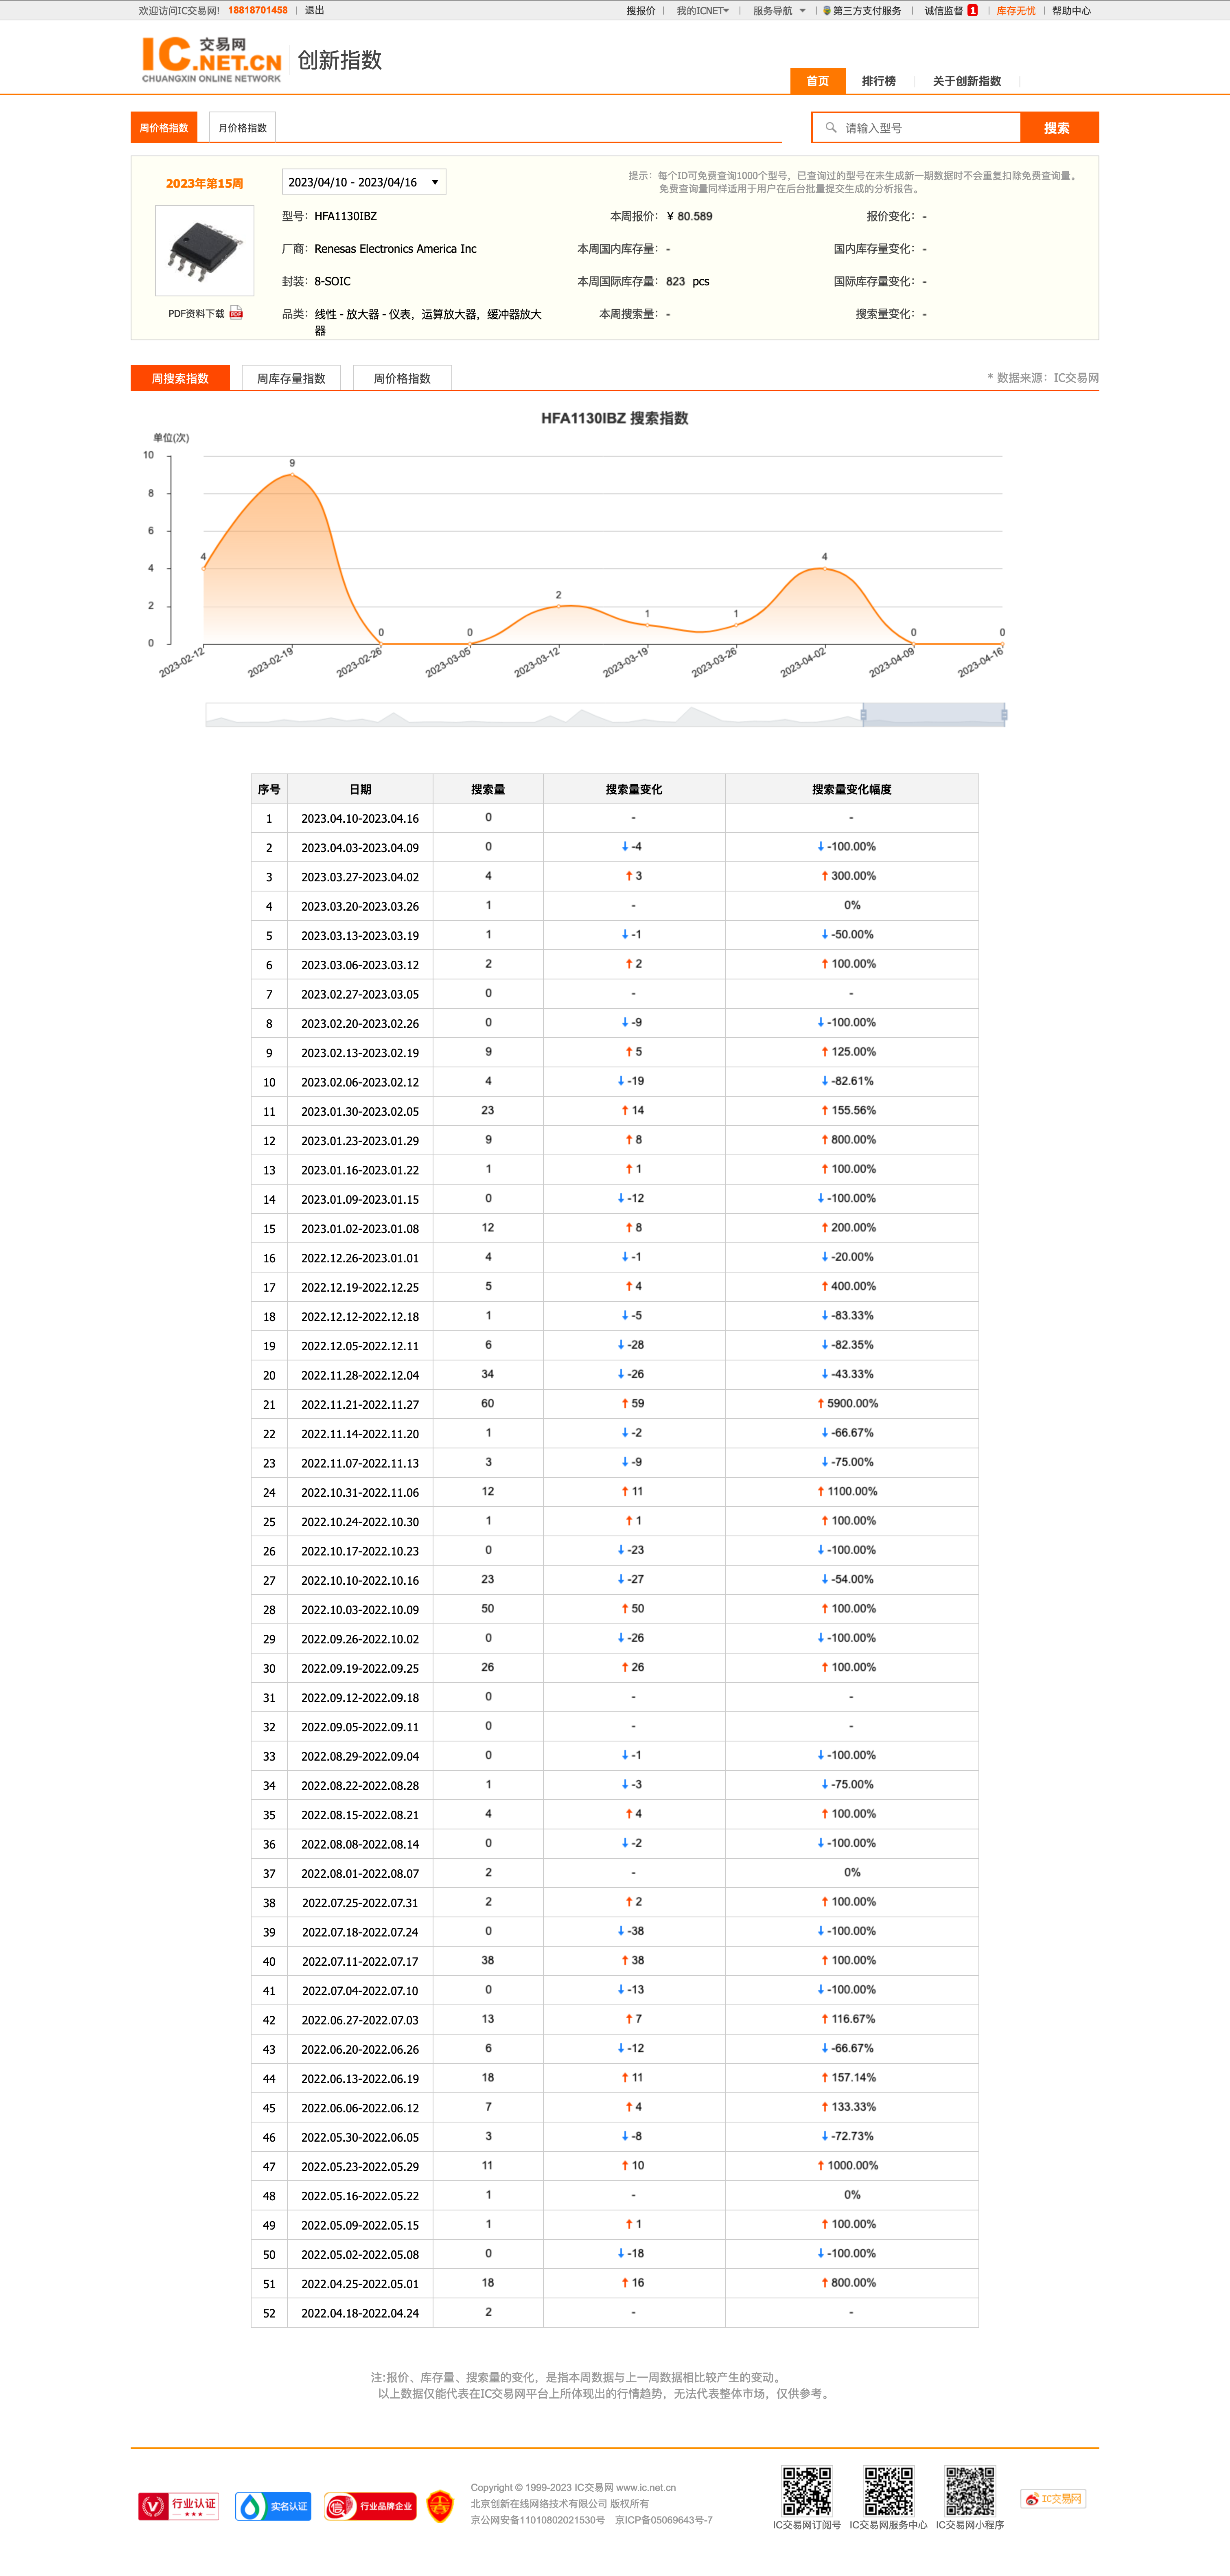 欢迎访问IC交易网! 18818701458 | 退出 搜报价 | 我的ICNET | 服务导航 | 第三方支付服务 | 诚信监督 1 | 库存无忧 | 帮助中心
IC 交易网 .NET.CN 创新指数
CHUANGXIN ONLINE NETWORK
首页 排行榜 关于创新指数
周价格指数 月价格指数 请输入型号 搜索
2023年第15周 2023/04/10 - 2023/04/16 提示：每个ID可免费查询1000个型号，已查询过的型号在未生成新一期数据时不会重复扣除免费查询量。
免费查询量同样适用于用户在后台批量提交生成的分析报告。
型号：HFA1130IBZ 本周报价：¥ 80.589 报价变化：-
厂商：Renesas Electronics America Inc 本周国内库存量：- 国内库存量变化：-
封装：8-SOIC 本周国际库存量：823 pcs 国际库存量变化：-
PDF资料下载 PDF 品类：线性 - 放大器 - 仪表，运算放大器，缓冲器放大 本周搜索量：- 搜索量变化：-
器
周搜索指数 周库存量指数 周价格指数 * 数据来源：IC交易网
HFA1130IBZ 搜索指数
单位(次)
10
8
6
4
2
0
4 9 0 0 2 1 1 4 0 0
2023-02-12 2023-02-19 2023-02-26 2023-03-05 2023-03-12 2023-03-19 2023-03-26 2023-04-02 2023-04-09 2023-04-16
序号 日期 搜索量 搜索量变化 搜索量变化幅度
1 2023.04.10-2023.04.16 0 - -
2 2023.04.03-2023.04.09 0 ↓ -4 ↓ -100.00%
3 2023.03.27-2023.04.02 4 ↑ 3 ↑ 300.00%
4 2023.03.20-2023.03.26 1 - 0%
5 2023.03.13-2023.03.19 1 ↓ -1 ↓ -50.00%
6 2023.03.06-2023.03.12 2 ↑ 2 ↑ 100.00%
7 2023.02.27-2023.03.05 0 - -
8 2023.02.20-2023.02.26 0 ↓ -9 ↓ -100.00%
9 2023.02.13-2023.02.19 9 ↑ 5 ↑ 125.00%
10 2023.02.06-2023.02.12 4 ↓ -19 ↓ -82.61%
11 2023.01.30-2023.02.05 23 ↑ 14 ↑ 155.56%
12 2023.01.23-2023.01.29 9 ↑ 8 ↑ 800.00%
13 2023.01.16-2023.01.22 1 ↑ 1 ↑ 100.00%
14 2023.01.09-2023.01.15 0 ↓ -12 ↓ -100.00%
15 2023.01.02-2023.01.08 12 ↑ 8 ↑ 200.00%
16 2022.12.26-2023.01.01 4 ↓ -1 ↓ -20.00%
17 2022.12.19-2022.12.25 5 ↑ 4 ↑ 400.00%
18 2022.12.12-2022.12.18 1 ↓ -5 ↓ -83.33%
19 2022.12.05-2022.12.11 6 ↓ -28 ↓ -82.35%
20 2022.11.28-2022.12.04 34 ↓ -26 ↓ -43.33%
21 2022.11.21-2022.11.27 60 ↑ 59 ↑ 5900.00%
22 2022.11.14-2022.11.20 1 ↓ -2 ↓ -66.67%
23 2022.11.07-2022.11.13 3 ↓ -9 ↓ -75.00%
24 2022.10.31-2022.11.06 12 ↑ 11 ↑ 1100.00%
25 2022.10.24-2022.10.30 1 ↑ 1 ↑ 100.00%
26 2022.10.17-2022.10.23 0 ↓ -23 ↓ -100.00%
27 2022.10.10-2022.10.16 23 ↓ -27 ↓ -54.00%
28 2022.10.03-2022.10.09 50 ↑ 50 ↑ 100.00%
29 2022.09.26-2022.10.02 0 ↓ -26 ↓ -100.00%
30 2022.09.19-2022.09.25 26 ↑ 26 ↑ 100.00%
31 2022.09.12-2022.09.18 0 - -
32 2022.09.05-2022.09.11 0 - -
33 2022.08.29-2022.09.04 0 ↓ -1 ↓ -100.00%
34 2022.08.22-2022.08.28 1 ↓ -3 ↓ -75.00%
35 2022.08.15-2022.08.21 4 ↑ 4 ↑ 100.00%
36 2022.08.08-2022.08.14 0 ↓ -2 ↓ -100.00%
37 2022.08.01-2022.08.07 2 - 0%
38 2022.07.25-2022.07.31 2 ↑ 2 ↑ 100.00%
39 2022.07.18-2022.07.24 0 ↓ -38 ↓ -100.00%
40 2022.07.11-2022.07.17 38 ↑ 38 ↑ 100.00%
41 2022.07.04-2022.07.10 0 ↓ -13 ↓ -100.00%
42 2022.06.27-2022.07.03 13 ↑ 7 ↑ 116.67%
43 2022.06.20-2022.06.26 6 ↓ -12 ↓ -66.67%
44 2022.06.13-2022.06.19 18 ↑ 11 ↑ 157.14%
45 2022.06.06-2022.06.12 7 ↑ 4 ↑ 133.33%
46 2022.05.30-2022.06.05 3 ↓ -8 ↓ -72.73%
47 2022.05.23-2022.05.29 11 ↑ 10 ↑ 1000.00%
48 2022.05.16-2022.05.22 1 - 0%
49 2022.05.09-2022.05.15 1 ↑ 1 ↑ 100.00%
50 2022.05.02-2022.05.08 0 ↓ -18 ↓ -100.00%
51 2022.04.25-2022.05.01 18 ↑ 16 ↑ 800.00%
52 2022.04.18-2022.04.24 2 - -
注:报价、库存量、搜索量的变化，是指本周数据与上一周数据相比较产生的变动。
以上数据仅能代表在IC交易网平台上所体现出的行情趋势，无法代表整体市场，仅供参考。
行业认证 实名认证 行业品牌企业
Copyright © 1999-2023 IC交易网 www.ic.net.cn
北京创新在线网络技术有限公司 版权所有
京公网安备11010802021530号 京ICP备05069643号-7
IC交易网订阅号 IC交易网服务中心 IC交易网小程序
IC交易网